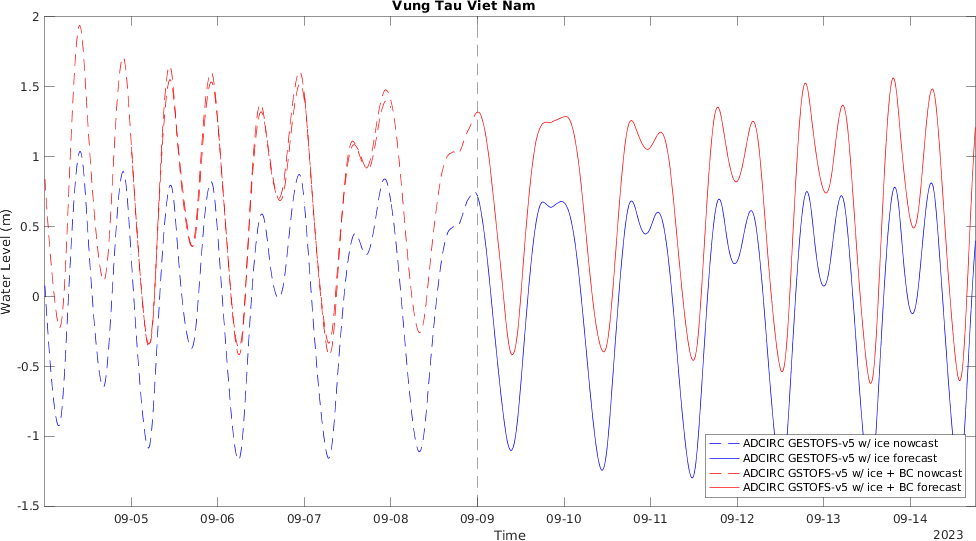 Vung Tau Viet Nam
2
1.5
1
0.5
0
-0.5
-1
-1.5
Water Level (m)
ADCIRC GESTOFS-v5 w/ ice nowcast
ADCIRC GESTOFS-v5 w/ ice forecast
ADCIRC GSTOFS-v5 w/ ice + BC nowcast
ADCIRC GSTOFS-v5 w/ ice + BC forecast
09-05 09-06 09-07 09-08 09-09 09-10 09-11 09-12 09-13 09-14
Time
2023